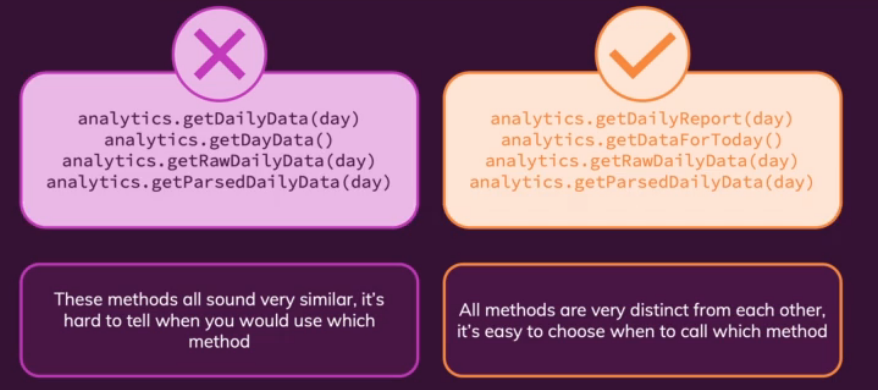 analytics.getDailyData(day)
analytics.getDayData()
analytics.getRawDailyData(day)
analytics.getParsedDailyData(day)
These methods all sound very similar, it's
hard to tell when you would use which
method
analytics.getDailyReport(day)
analytics.getDataForToday()
analytics.getRawDailyData(day)
analytics.getParsedDailyData(day)
All methods are very distinct from each other,
it's easy to choose when to call which method